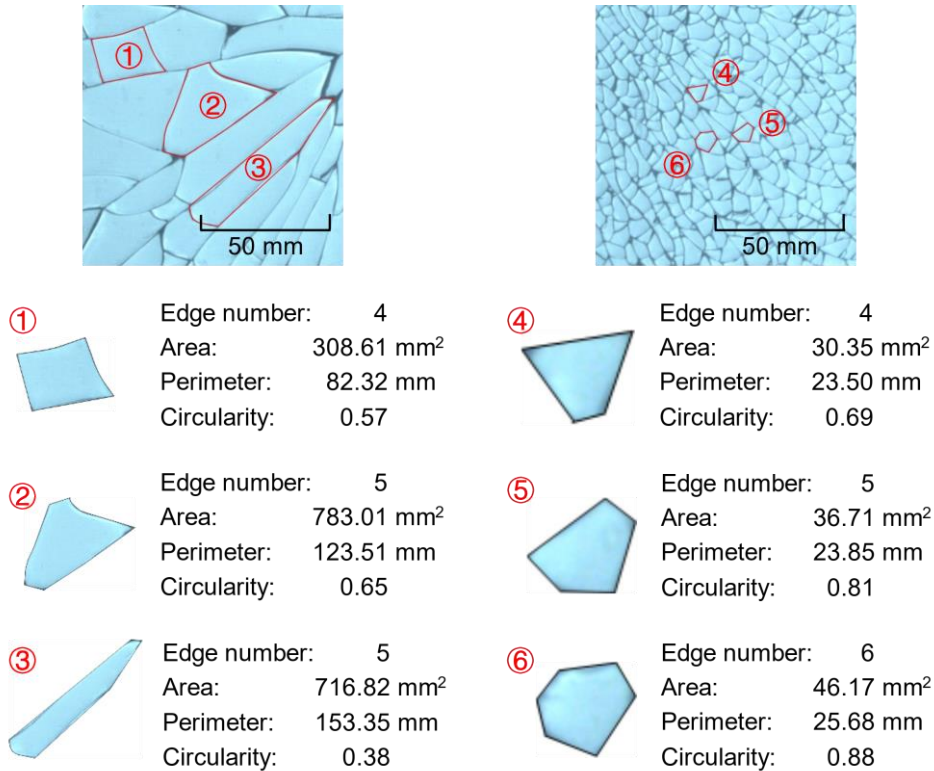 ①
②
③
50 mm
④
⑤
⑥
50 mm
①
Edge number: 4
Area: 308.61 mm²
Perimeter: 82.32 mm
Circularity: 0.57
②
Edge number: 5
Area: 783.01 mm²
Perimeter: 123.51 mm
Circularity: 0.65
③
Edge number: 5
Area: 716.82 mm²
Perimeter: 153.35 mm
Circularity: 0.38
④
Edge number: 4
Area: 30.35 mm²
Perimeter: 23.50 mm
Circularity: 0.69
⑤
Edge number: 5
Area: 36.71 mm²
Perimeter: 23.85 mm
Circularity: 0.81
⑥
Edge number: 6
Area: 46.17 mm²
Perimeter: 25.68 mm
Circularity: 0.88